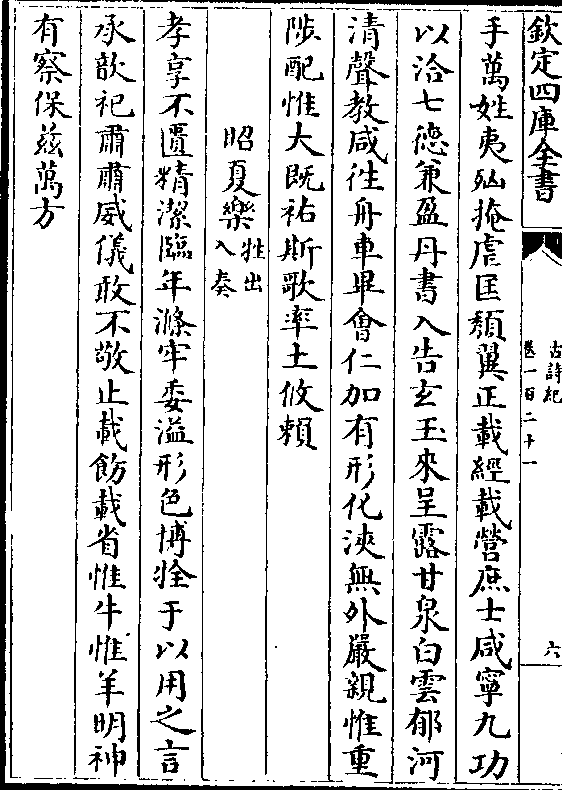 欽定四庫全書
古詩紀
卷一百二十一
六
手萬姓夷㐫掩虐匡頽翼正載經載營庶士咸寧九功
以洽七德兼盈丹書入告玄玉來呈露甘泉白雲郁河
清聲教咸徃舟車畢會仁加有形化浹無外嚴親惟重
陟配惟大既祐斯歌率土攸賴
昭夏樂牲出
入奏
孝享不匱精潔臨年滌牢委溢形色博牷于以用之言
承歆祀肅肅威儀敢不敬止載飭載省惟牛惟羊明神
有察保兹萬方